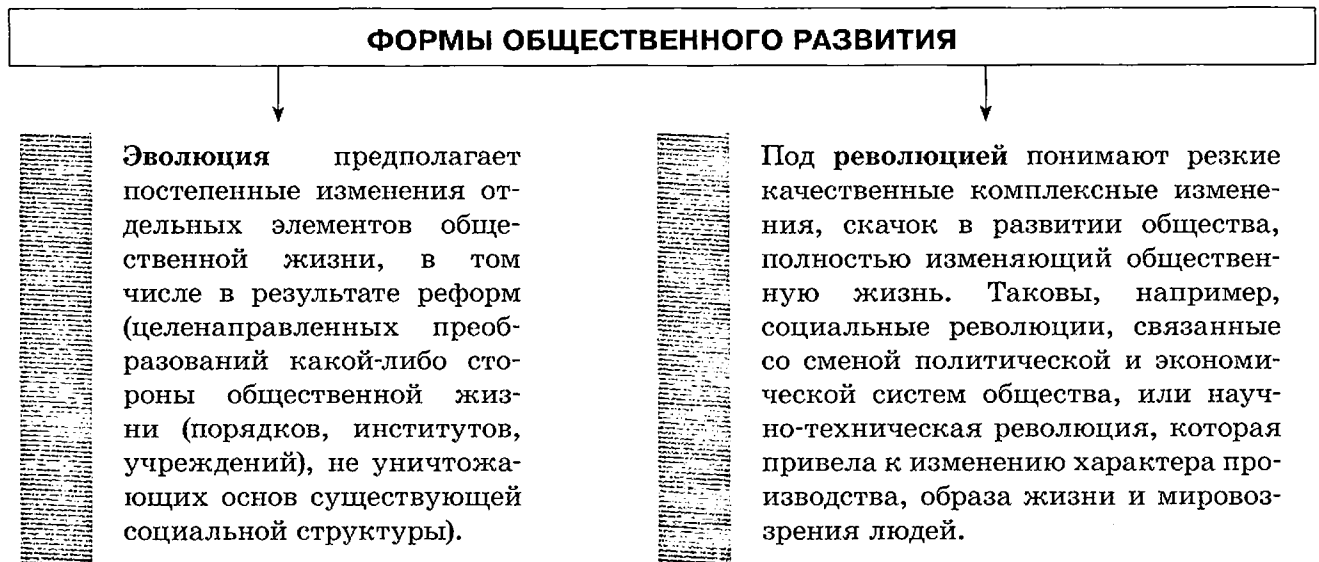 ФОРМЫ ОБЩЕСТВЕННОГО РАЗВИТИЯ
Эволюция предполагает
постепенные изменения от-
дельных элементов обще-
ственной жизни, в том
числе в результате реформ
(целенаправленных преоб-
разований какой-либо сто-
роны общественной жиз-
ни (порядков, институтов,
учреждений), не уничтожа-
ющих основ существующей
социальной структуры).
Под революцией понимают резкие
качественные комплексные измене-
ния, скачок в развитии общества,
полностью изменяющий обществен-
ную жизнь. Таковы, например,
социальные революции, связанные
со сменой политической и экономи-
ческой систем общества, или науч-
но-техническая революция, которая
привела к изменению характера про-
изводства, образа жизни и мировоз-
зрения людей.